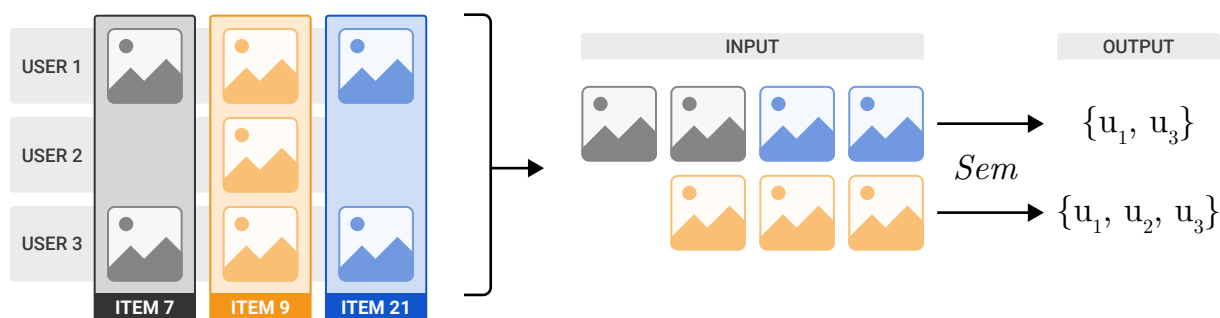 USER 1
USER 2
USER 3
ITEM 7
ITEM 9
ITEM 21
INPUT
OUTPUT
{u₁, u₃}
Sem
{u₁, u₂, u₃}